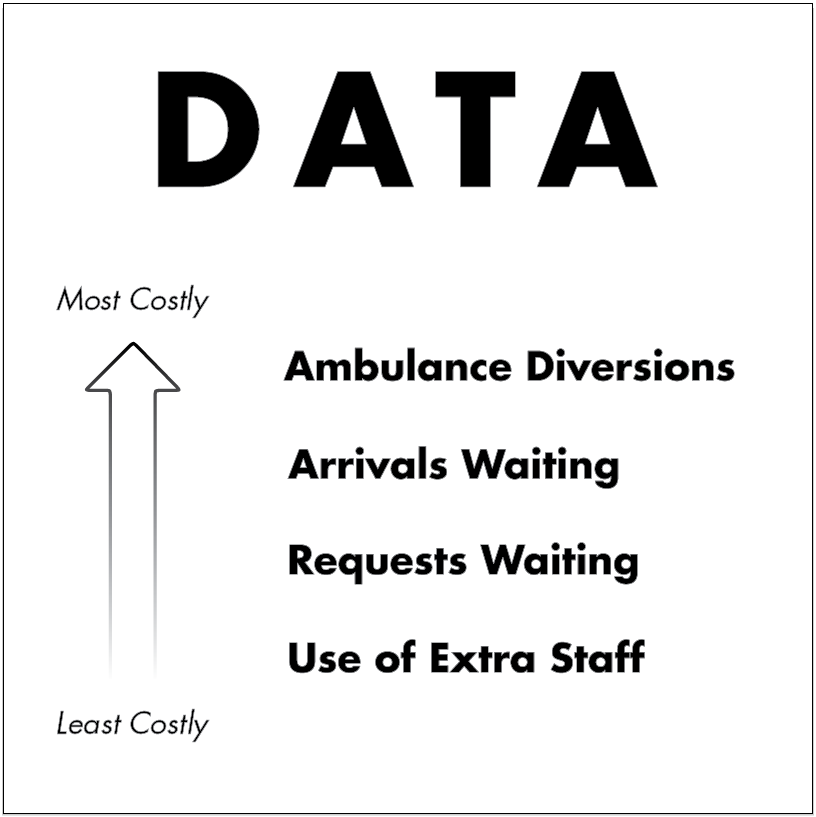 DATA
Most Costly
Ambulance Diversions
Arrivals Waiting
Requests Waiting
Use of Extra Staff
Least Costly